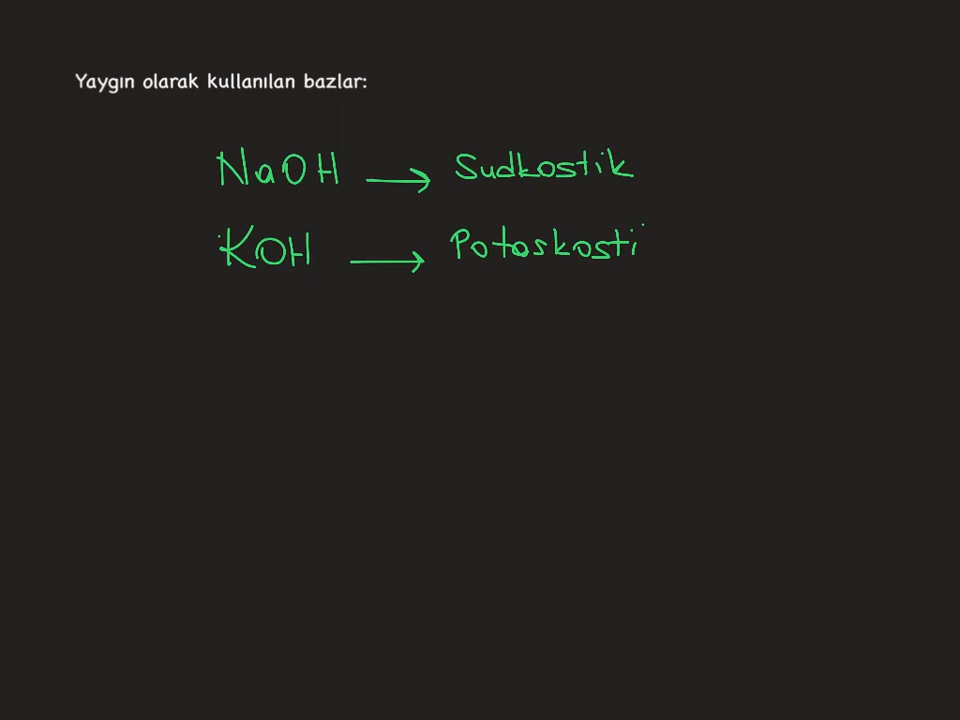 Yaygın olarak kullanılan bazlar:
NaOH → Sudkostik
KOH → Potaskosti